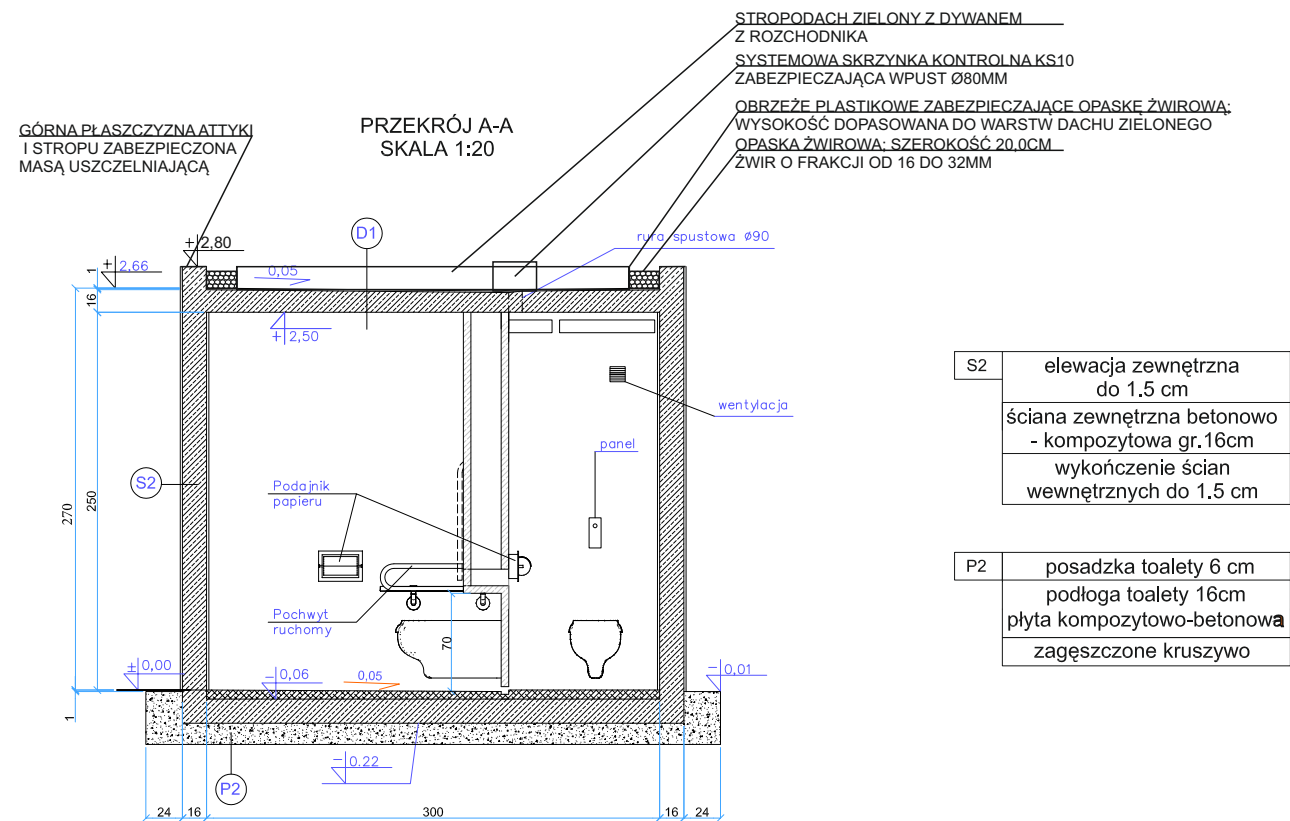 STROPODACH ZIELONY Z DYWANEM
Z ROZCHODNIKA
SYSTEMOWA SKRZYNKA KONTROLNA KS10
ZABEZPIECZAJĄCA WPUST Ø80MM
OBRZEŻE PLASTIKOWE ZABEZPIECZAJĄCE OPASKĘ ŻWIROWĄ;
WYSOKOŚĆ DOPASOWANA DO WARSTW DACHU ZIELONEGO
OPASKA ŻWIROWA; SZEROKOŚĆ 20,0CM
ŻWIR O FRAKCJI OD 16 DO 32MM
GÓRNA PŁASZCZYZNA ATTYKI
I STROPU ZABEZPIECZONA
MASĄ USZCZELNIAJĄCĄ
PRZEKRÓJ A-A
SKALA 1:20
D1
rura spustowa ø90
+2,80
+2,66
0,05
1
16
+2,50
wentylacja
panel
S2
Podajnik
papieru
270
250
Pochwyt
ruchomy
70
±0,00
-0,06
0,05
-0,01
1
-0.22
P2
24
16
300
16
24
S2
elewacja zewnętrzna
do 1.5 cm
ściana zewnętrzna betonowo
- kompozytowa gr.16cm
wykończenie ścian
wewnętrznych do 1.5 cm
P2
posadzka toalety 6 cm
podłoga toalety 16cm
płyta kompozytowo-betonowa
zagęszczone kruszywo